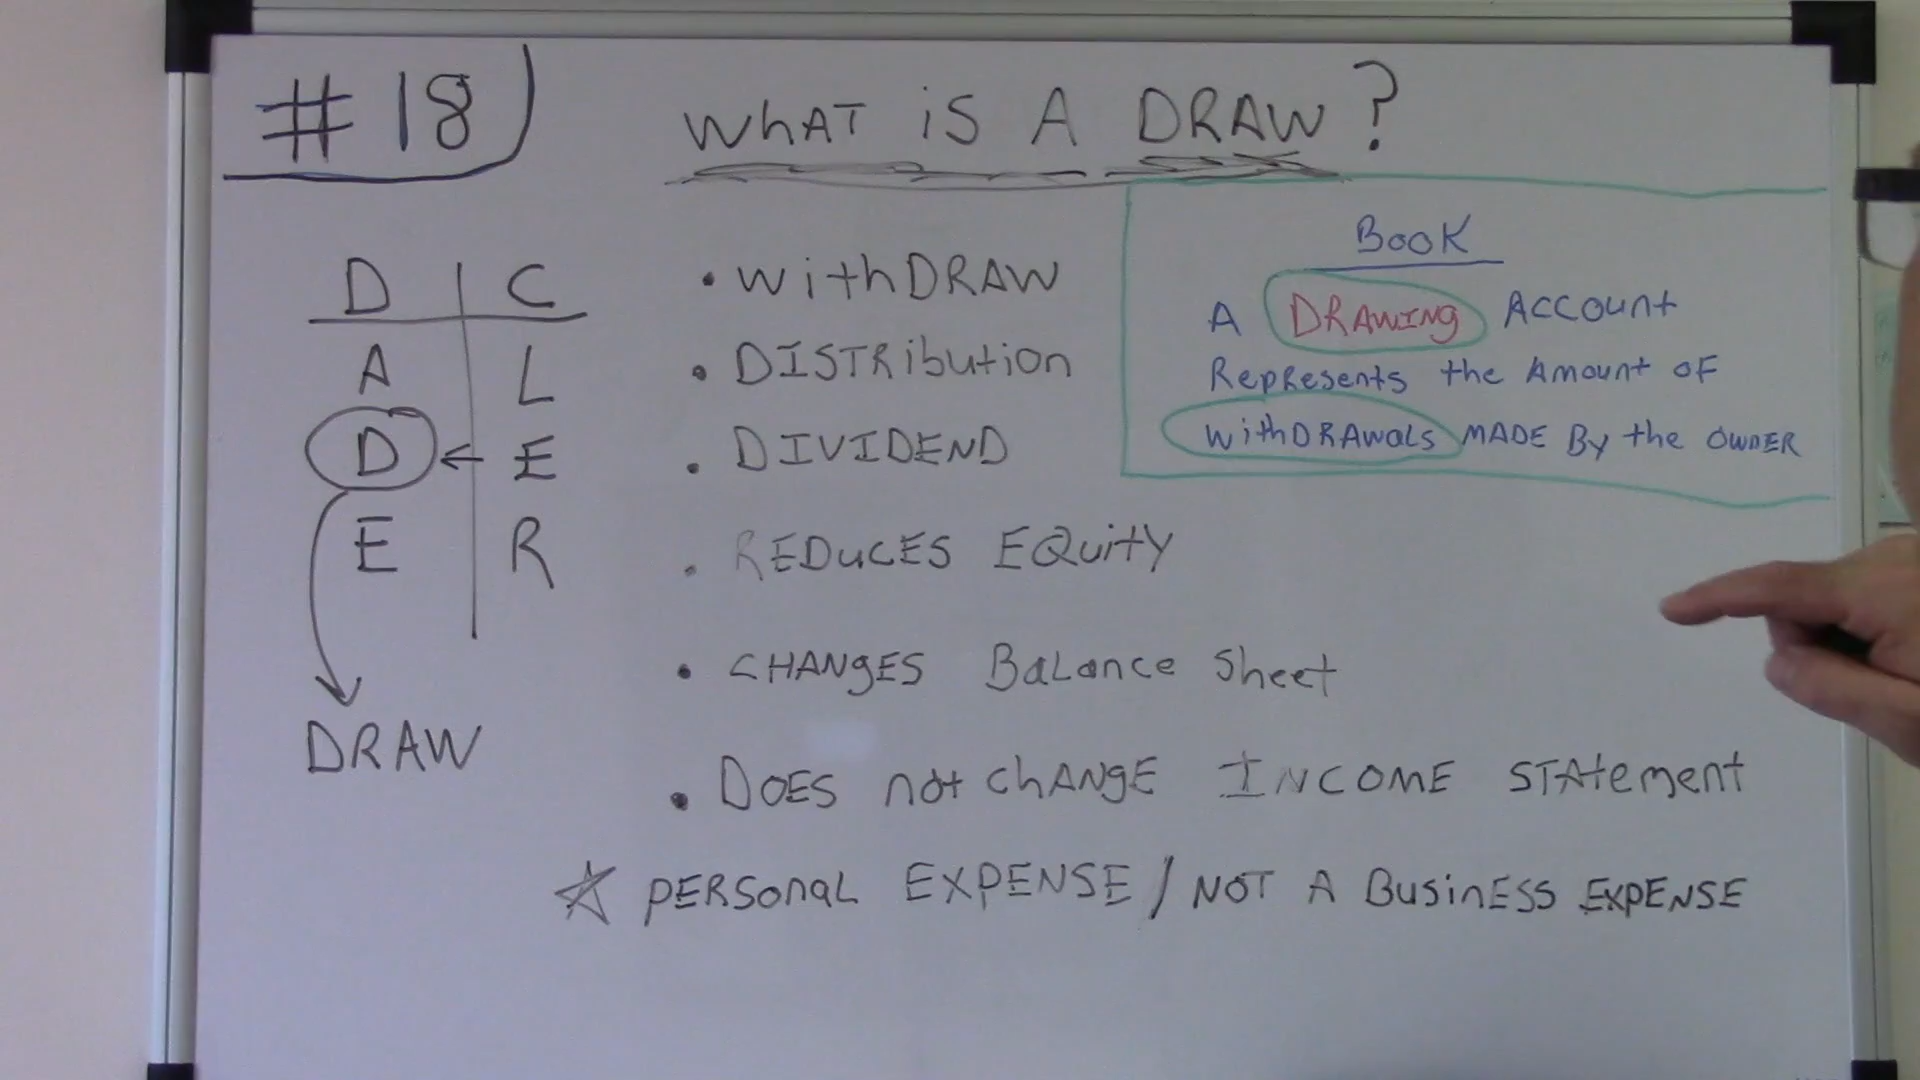 #18
WhAT iS A DRAW?
D C
A L
D ← E
E R
DRAW
• withDRAW
• DISTRibution
• DIVIDEND
• REDuCES EQuity
• CHANgES BaLance Sheet
• DOES not ChANgE INCOME STAtement
☆ PERSonaL EXPENSE / NOT A BusinESS EXPENSE
BooK
A DRAWING Account
Represents the Amount of
withDRAwals MADE By the OWNER